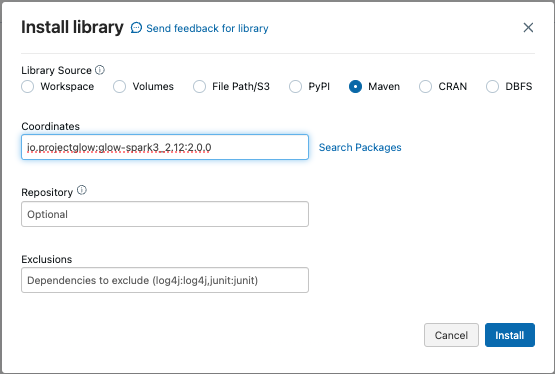 Install library Send feedback for library
Library Source
Workspace Volumes File Path/S3 PyPI Maven CRAN DBFS
Coordinates
io.projectglow:glow-spark3_2.12:2.0.0 Search Packages
Repository
Optional
Exclusions
Dependencies to exclude (log4j:log4j,junit:junit)
Cancel Install